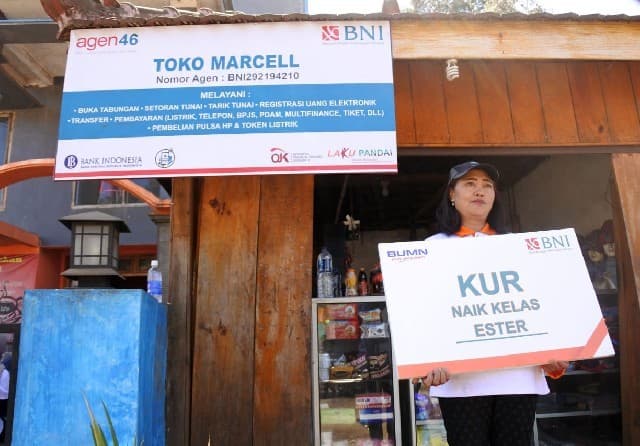 agen46
BNI
TOKO MARCELL
Nomor Agen : BNI292194210
MELAYANI :
• BUKA TABUNGAN • SETORAN TUNAI • TARIK TUNAI • REGISTRASI UANG ELEKTRONIK
• TRANSFER • PEMBAYARAN (LISTRIK, TELEPON, BPJS, PDAM, MULTIFINANCE, TIKET, DLL)
• PEMBELIAN PULSA HP & TOKEN LISTRIK
BANK INDONESIA
LAKU PANDAI
BUMN
BNI
KUR
NAIK KELAS
ESTER